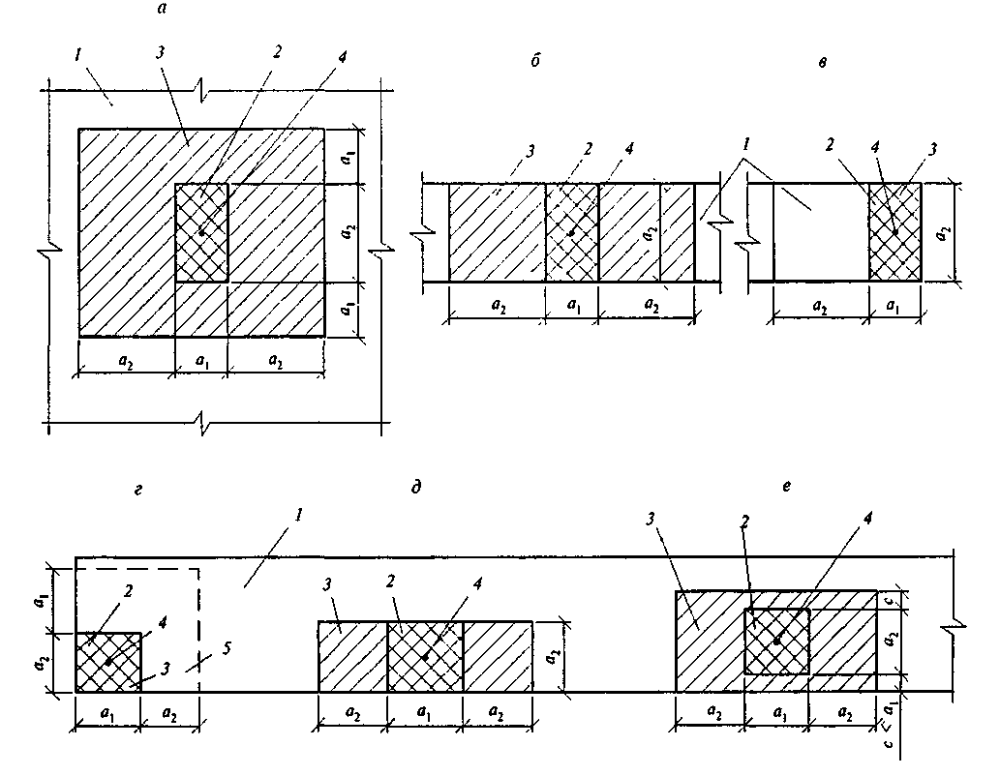 а
1 3 2 4
a₁
a₂
a₁
a₂ a₁ a₂
б
3 2 4
a₂
a₂ a₁ a₂
в
1 2 4 3
a₂
a₂ a₁
г
1
a₁
a₂
2 4 3 5
a₁ a₂
д
3 2 4
a₂
a₂ a₁ a₂
е
3 2 4
c
a₂
c < a₁
a₂ a₁ a₂